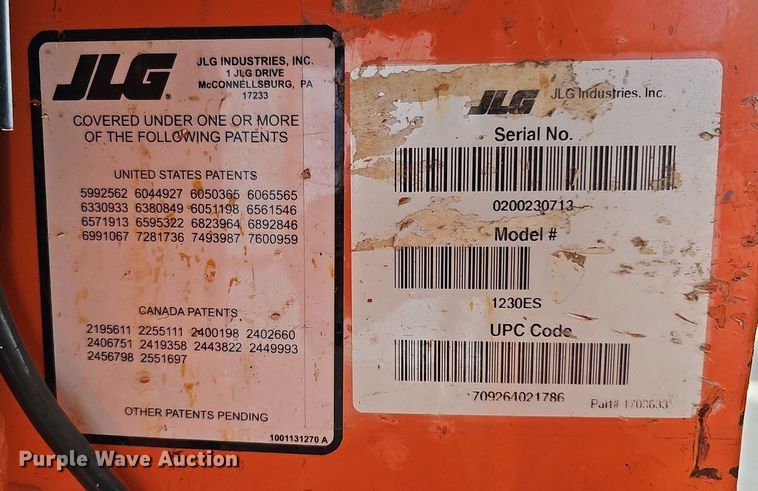 JLG
JLG INDUSTRIES, INC.
1 JLG DRIVE
McCONNELLSBURG, PA
17233
COVERED UNDER ONE OR MORE
OF THE FOLLOWING PATENTS
UNITED STATES PATENTS
5992562 6044927 6050365 6065565
6330933 6380849 6051198 6561546
6571913 6595322 6823964 6892846
6991067 7281736 7493987 7600959
CANADA PATENTS
2195611 2255111 2400198 2402660
2406751 2419358 2443822 2449993
2456798 2551697
OTHER PATENTS PENDING
1001131270 A
JLG JLG Industries, Inc.
Serial No.
0200230713
Model #
1230ES
UPC Code
709264021786
Part# 1703633
Purple Wave Auction